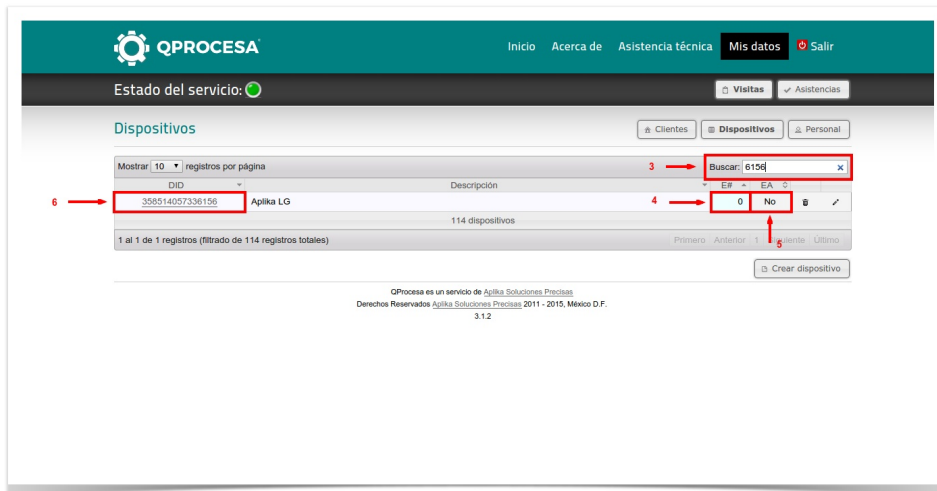 QPROCESA
Inicio Acerca de Asistencia técnica Mis datos Salir
Estado del servicio:
Visitas Asistencias
Dispositivos
Clientes Dispositivos Personal
Mostrar 10 registros por página
3
Buscar: 6156
DID Descripción E# EA
6
358514057336156 Aplika LG
4
0 No
114 dispositivos
1 al 1 de 1 registros (filtrado de 114 registros totales)
Primero Anterior 1 Último
5
Crear dispositivo
QProcesa es un servicio de Aplika Soluciones Precisas
Derechos Reservados Aplika Soluciones Precisas 2011 - 2015, México D.F.
3.1.2